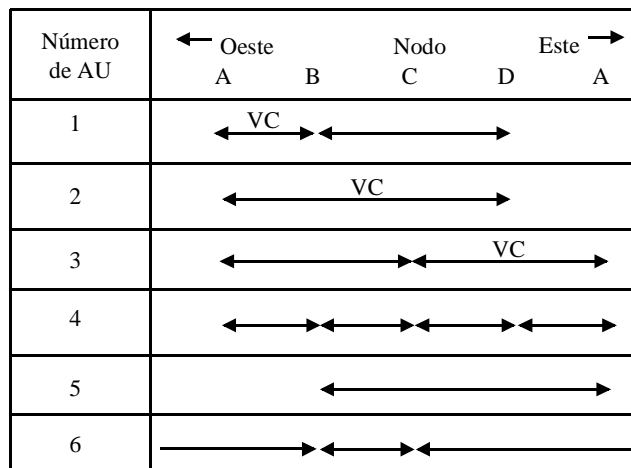 Número
de AU
Oeste Nodo Este
A B C D A
1 VC
2 VC
3 VC
4
5
6